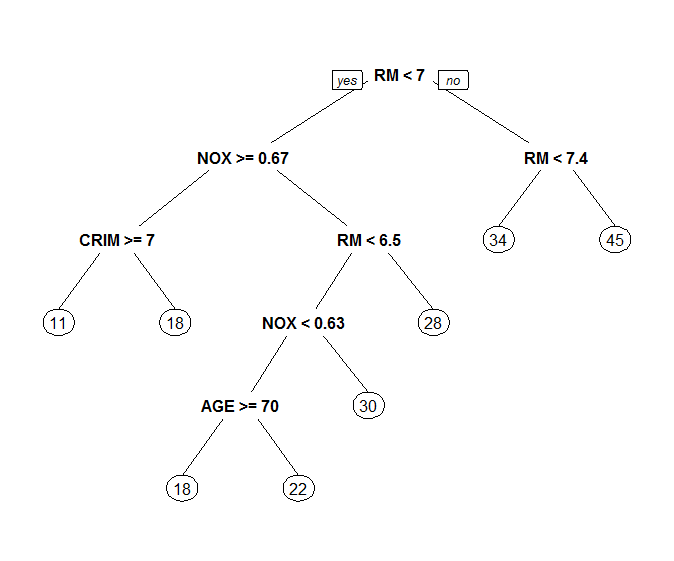 yes RM < 7 no
NOX >= 0.67 RM < 7.4
CRIM >= 7 RM < 6.5 34 45
11 18 NOX < 0.63 28
AGE >= 70 30
18 22